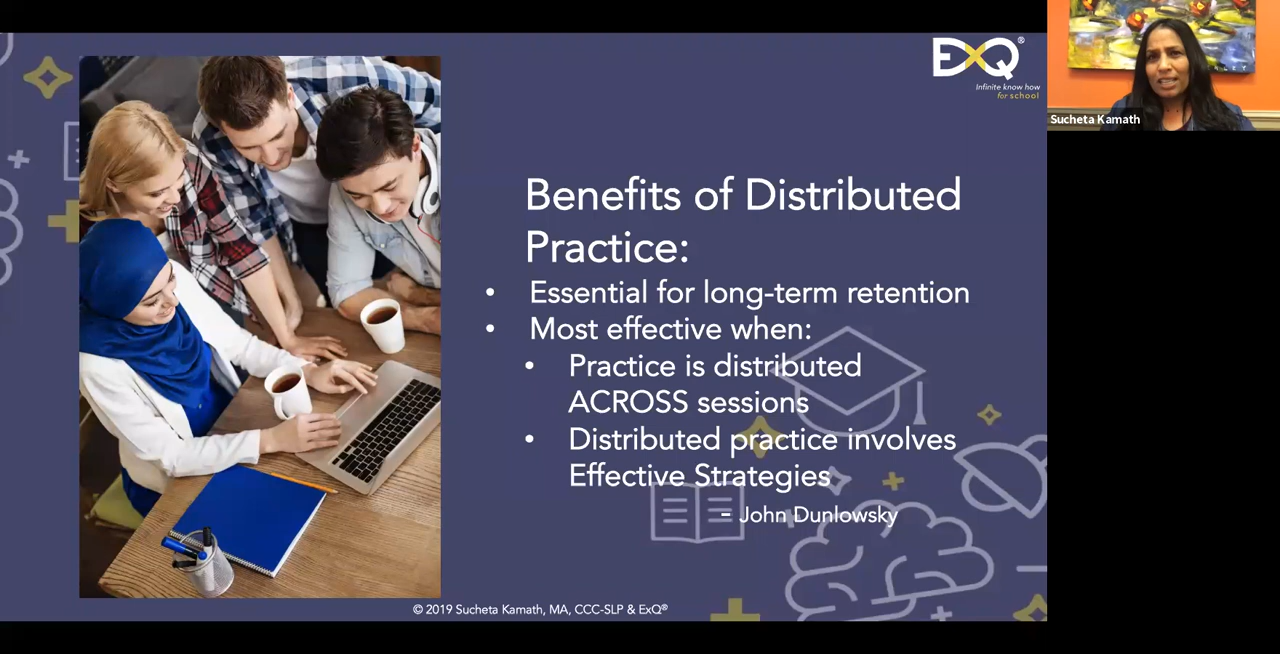 EXQ®
Infinite know how
for school
Sucheta Kamath
Benefits of Distributed
Practice:
• Essential for long-term retention
• Most effective when:
• Practice is distributed
ACROSS sessions
• Distributed practice involves
Effective Strategies
- John Dunlowsky
© 2019 Sucheta Kamath, MA, CCC-SLP & ExQ®